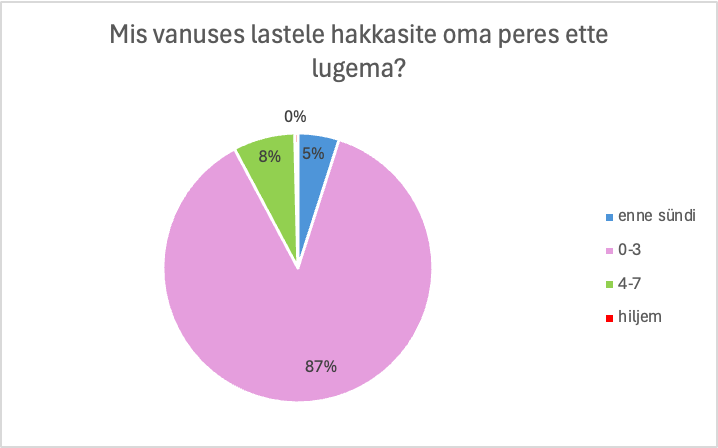 Mis vanuses lastele hakkasite oma peres ette
lugema?
0%
5%
8%
87%
enne sündi
0-3
4-7
hiljem